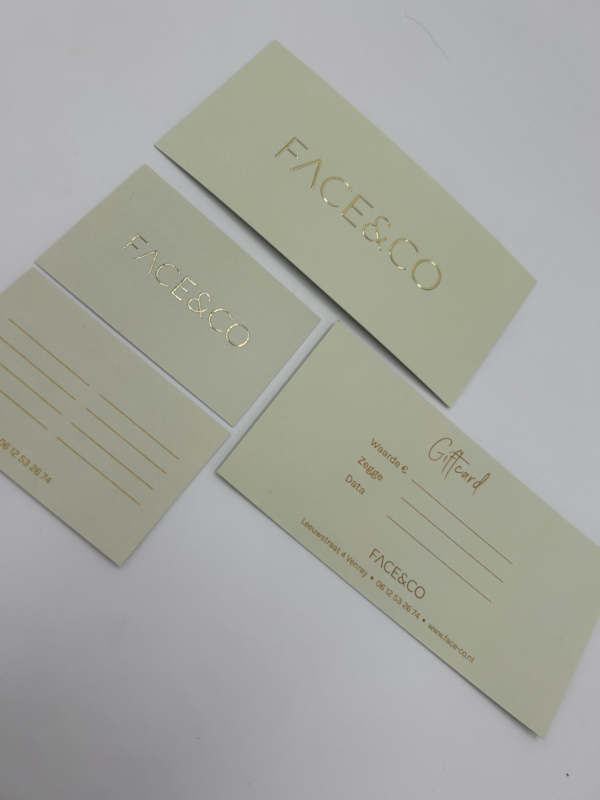 FACE&CO
FACE&CO
06 12 53 26 74
Giftcard
Waarde €
Zegge
Data
FACE&CO
Leeuwstraat 4 Venray • 06 12 53 26 74 • www.face-co.nl